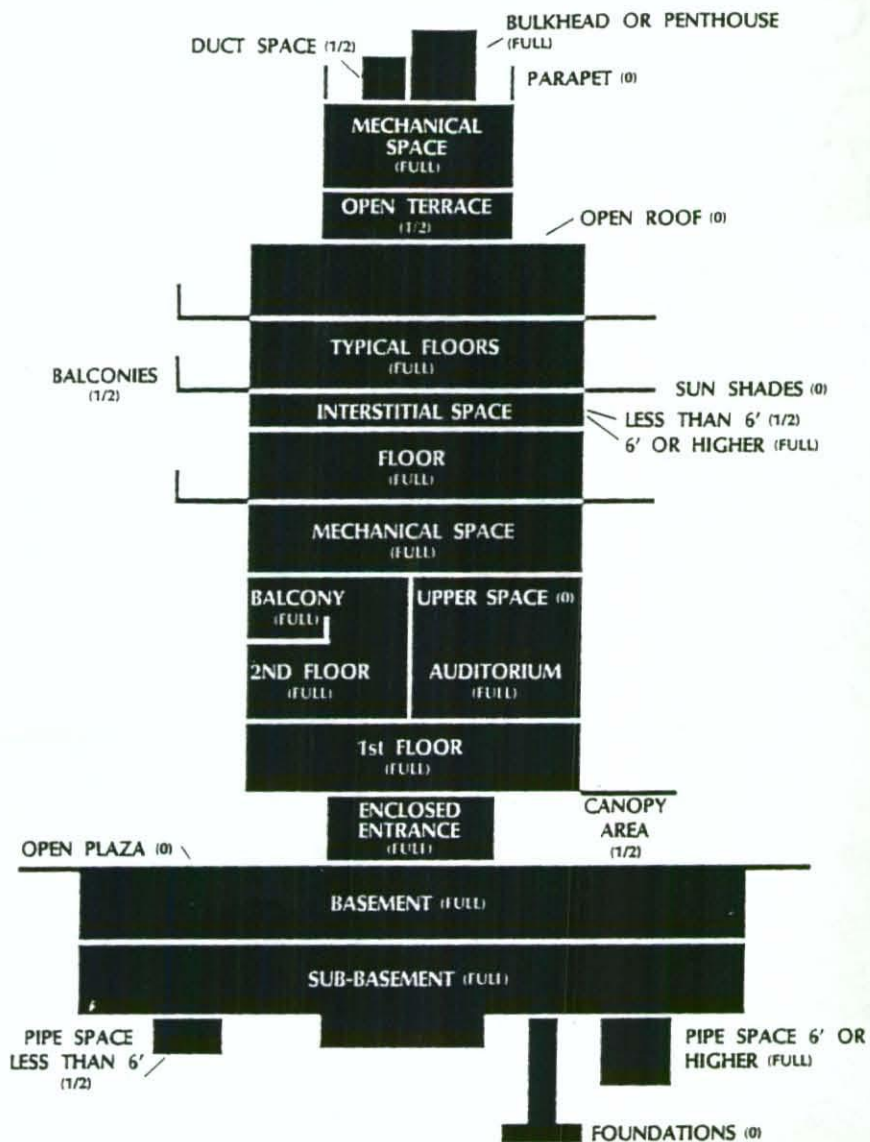 BULKHEAD OR PENTHOUSE
(FULL)
DUCT SPACE (1/2)
PARAPET (0)
MECHANICAL
SPACE
(FULL)
OPEN TERRACE
(1/2)
OPEN ROOF (0)
TYPICAL FLOORS
(FULL)
BALCONIES
(1/2)
SUN SHADES (0)
INTERSTITIAL SPACE
LESS THAN 6' (1/2)
6' OR HIGHER (FULL)
FLOOR
(FULL)
MECHANICAL SPACE
(FULL)
BALCONY
(FULL)
UPPER SPACE (0)
2ND FLOOR
(FULL)
AUDITORIUM
(FULL)
1st FLOOR
(FULL)
ENCLOSED
ENTRANCE
(FULL)
CANOPY
AREA
(1/2)
OPEN PLAZA (0)
BASEMENT (FULL)
SUB-BASEMENT (FULL)
PIPE SPACE
LESS THAN 6'
(1/2)
PIPE SPACE 6' OR
HIGHER (FULL)
FOUNDATIONS (0)